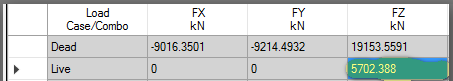 Load Case/Combo FX kN FY kN FZ kN
Dead -9016.3501 -9214.4932 19153.5591
Live 0 0 5702.388